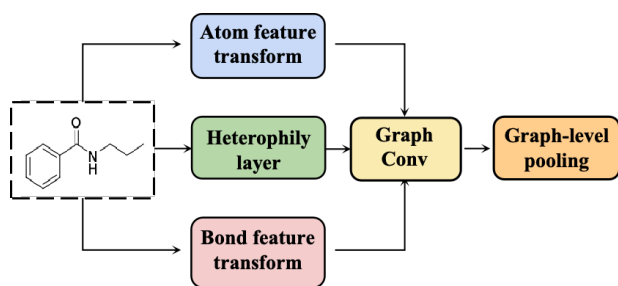 Atom feature
transform
O
N
H
Heterophily
layer
Graph
Conv
Graph-level
pooling
Bond feature
transform